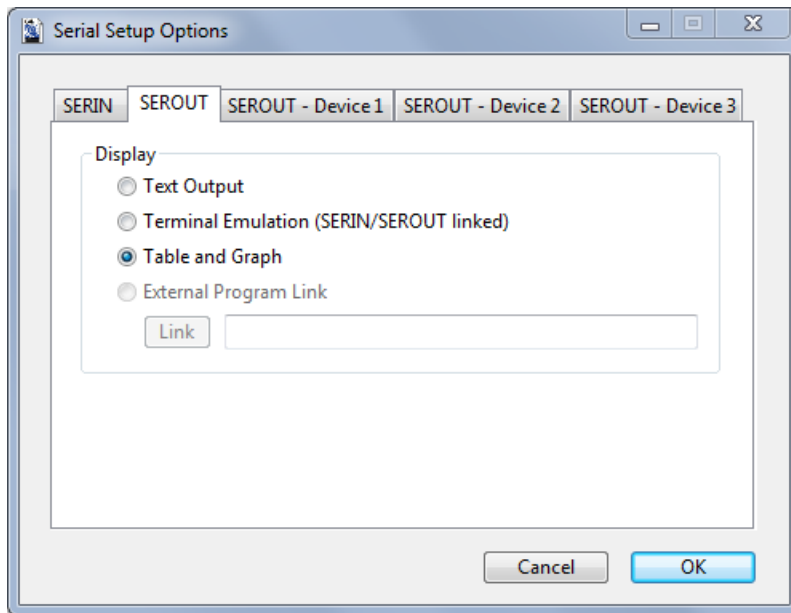 Serial Setup Options
SERIN SEROUT SEROUT - Device 1 SEROUT - Device 2 SEROUT - Device 3
Display
Text Output
Terminal Emulation (SERIN/SEROUT linked)
Table and Graph
External Program Link
Link
Cancel OK